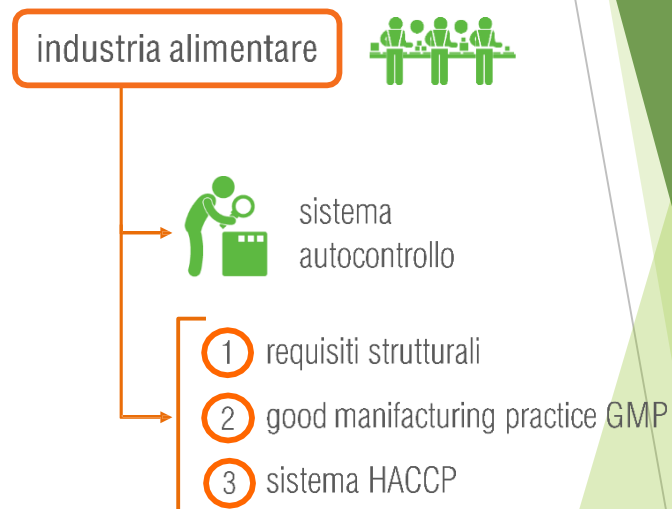 industria alimentare
sistema
autocontrollo
1 requisiti strutturali
2 good manifacturing practice GMP
3 sistema HACCP